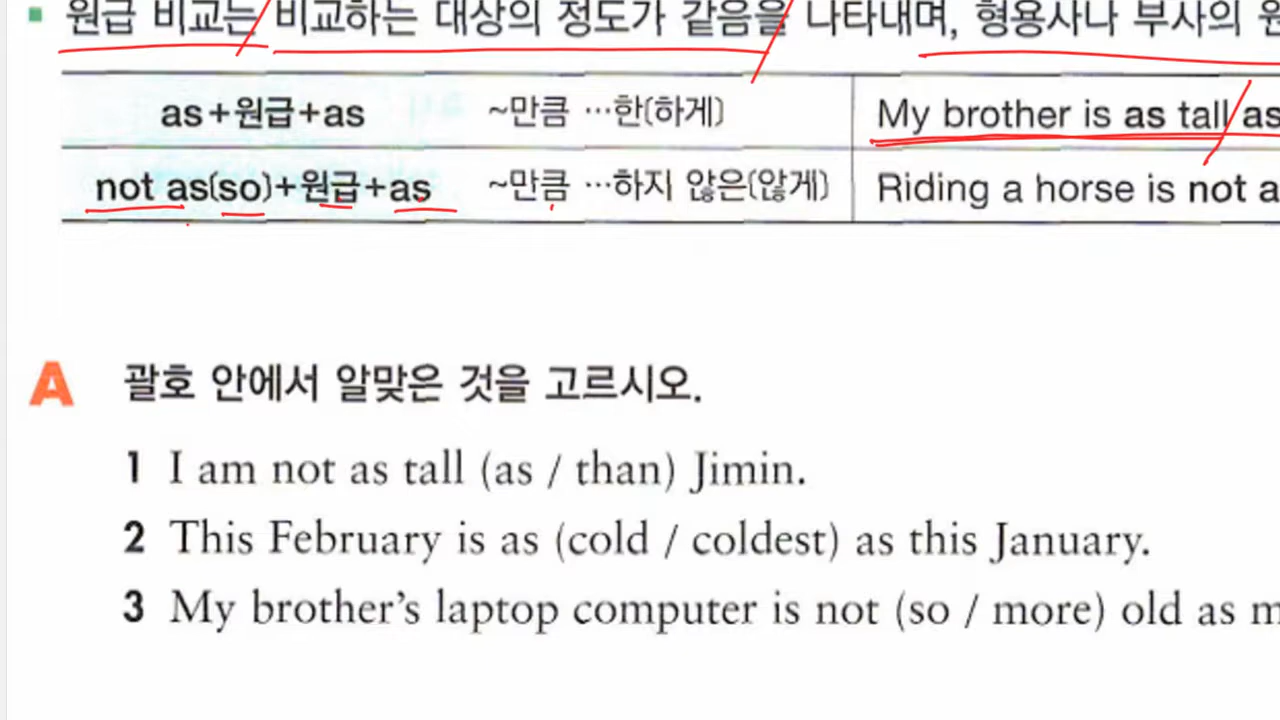 원급 비교는 비교하는 대상의 정도가 같음을 나타내며, 형용사나 부사의
as+원급+as ~만큼 …한(하게) My brother is as tall as
not as(so)+원급+as ~만큼 …하지 않은(않게) Riding a horse is not
A 괄호 안에서 알맞은 것을 고르시오.
1 I am not as tall (as / than) Jimin.
2 This February is as (cold / coldest) as this January.
3 My brother's laptop computer is not (so / more) old as